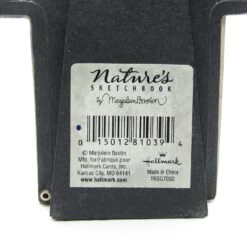 Nature's
SKETCHBOOK
by Marjolein Bastin
0 15012 81039 4
© Marjolein Bastin
Mfg. for/Fabriqué pour
Hallmark Cards, Inc.
Kansas City, MO 64141
www.hallmark.com
Hallmark
Made in China
1NSG7002